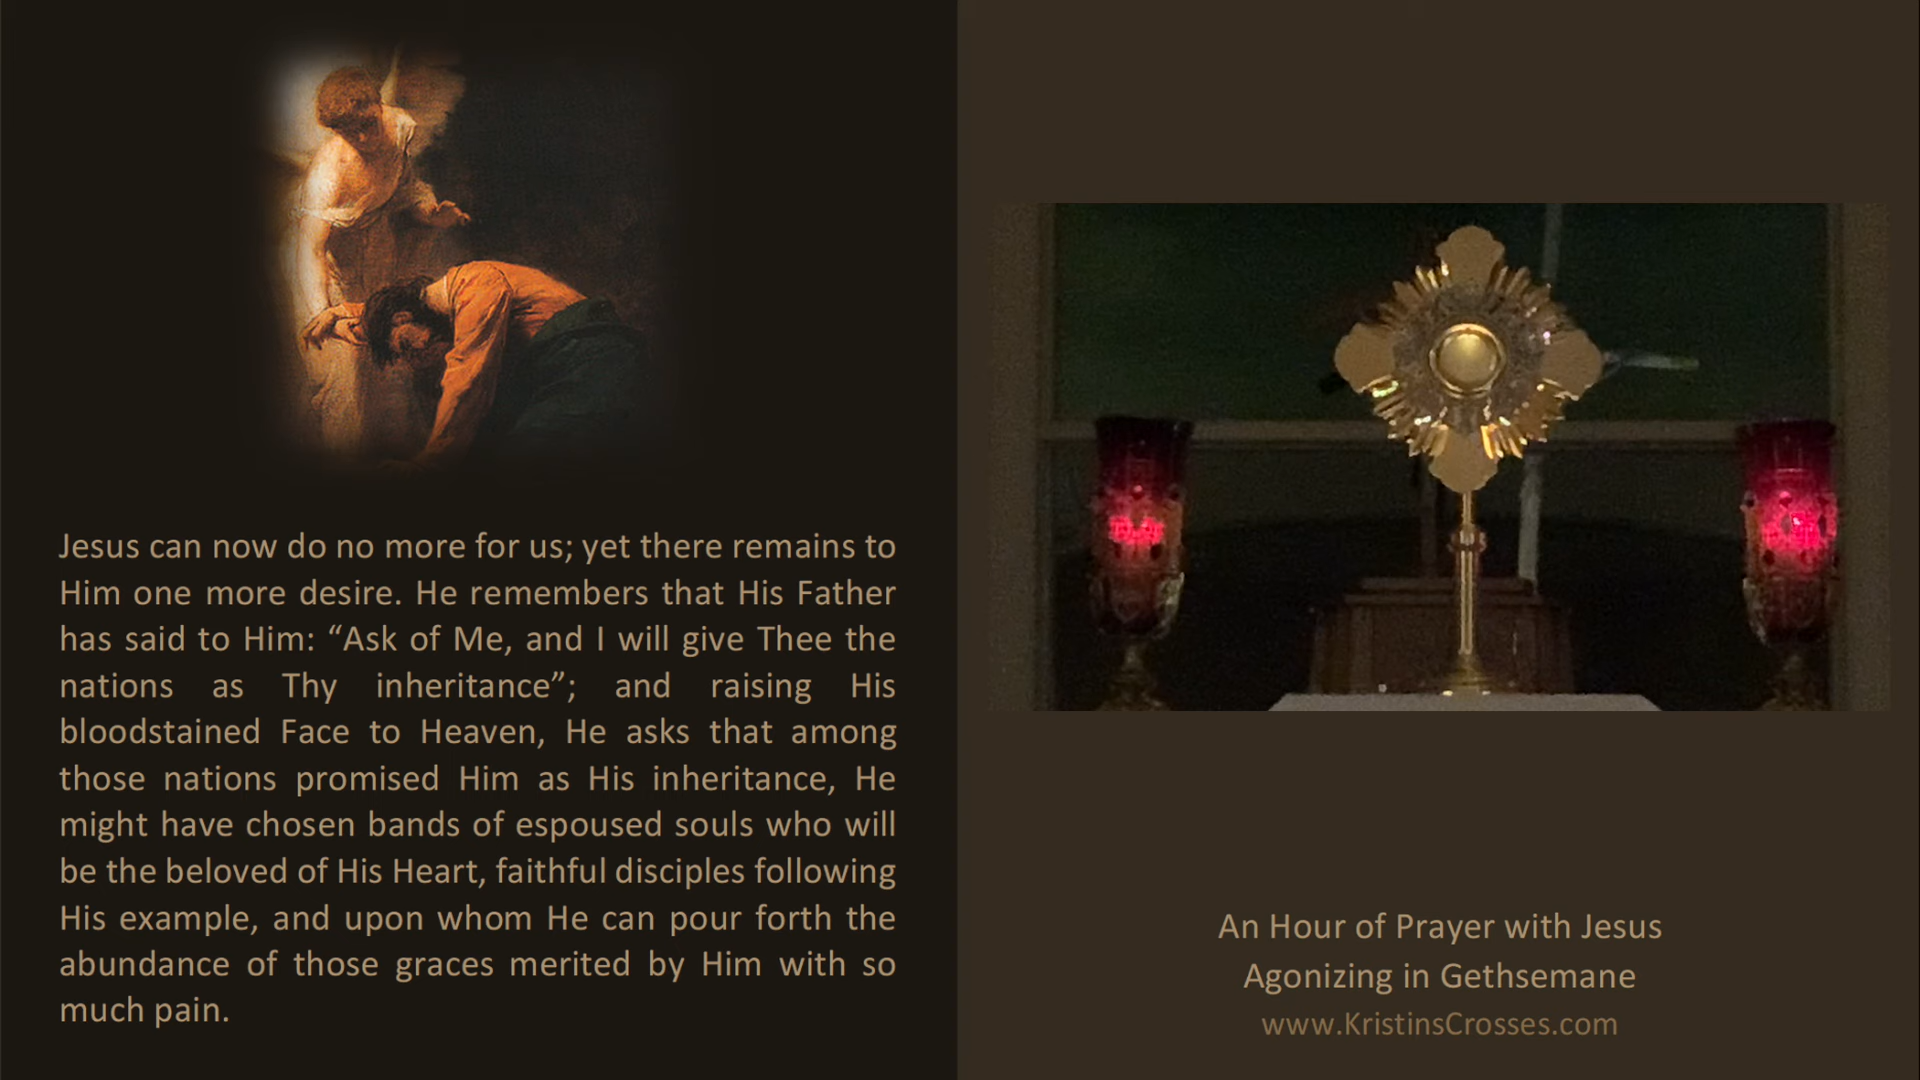 Jesus can now do no more for us; yet there remains to
Him one more desire. He remembers that His Father
has said to Him: “Ask of Me, and I will give Thee the
nations as Thy inheritance”; and raising His
bloodstained Face to Heaven, He asks that among
those nations promised Him as His inheritance, He
might have chosen bands of espoused souls who will
be the beloved of His Heart, faithful disciples following
His example, and upon whom He can pour forth the
abundance of those graces merited by Him with so
much pain.
An Hour of Prayer with Jesus
Agonizing in Gethsemane
www.KristinsCrosses.com